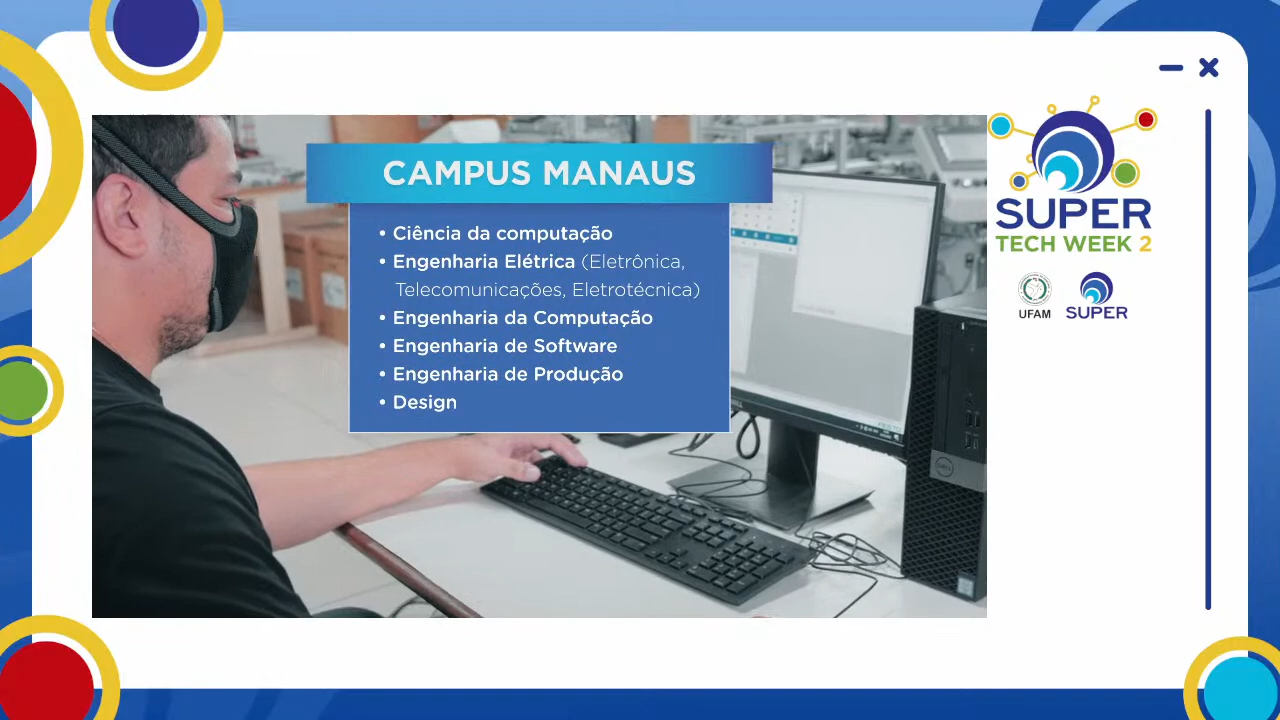 CAMPUS MANAUS
• Ciência da computação
• Engenharia Elétrica (Eletrônica,
Telecomunicações, Eletrotécnica)
• Engenharia da Computação
• Engenharia de Software
• Engenharia de Produção
• Design
SUPER
TECH WEEK 2
UFAM
SUPER
DELL